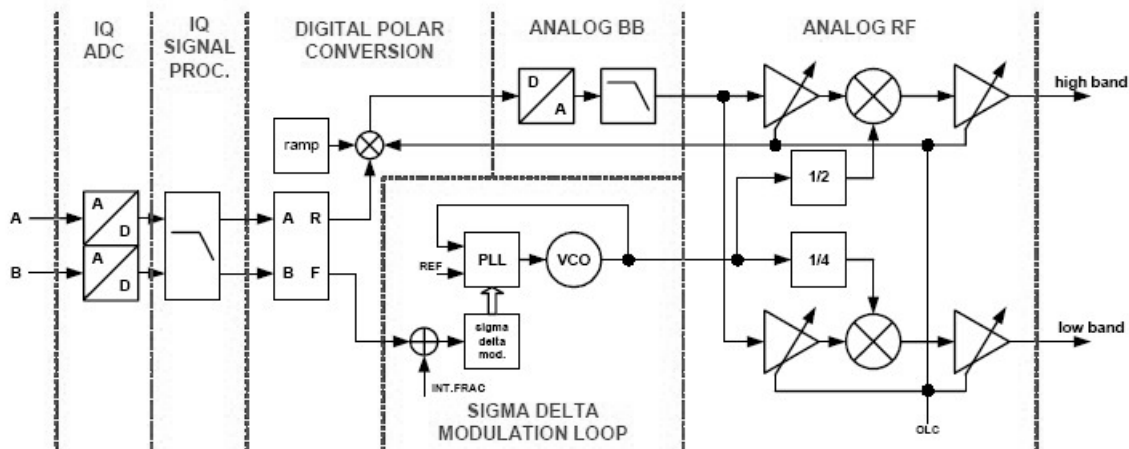 IQ
ADC
IQ
SIGNAL
PROC.
DIGITAL POLAR
CONVERSION
ANALOG BB
ANALOG RF
D
A
high band
ramp
1/2
A
A
D
A R
B
A
D
B F
REF
PLL
VCO
1/4
sigma
delta
mod.
low band
INT.FRAC
SIGMA DELTA
MODULATION LOOP
OLC